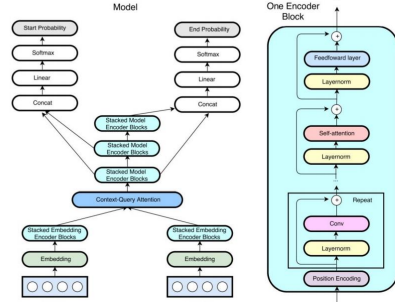 Model
Start Probability
Softmax
Linear
Concat
End Probability
Softmax
Linear
Concat
Stacked Model
Encoder Blocks
Stacked Model
Encoder Blocks
Stacked Model
Encoder Blocks
Context-Query Attention
Stacked Embedding
Encoder Blocks
Stacked Embedding
Encoder Blocks
Embedding
Embedding
One Encoder
Block
+
Feedfoward layer
Layernorm
+
Self-attention
Layernorm
...
+
Repeat
Conv
Layernorm
Position Encoding